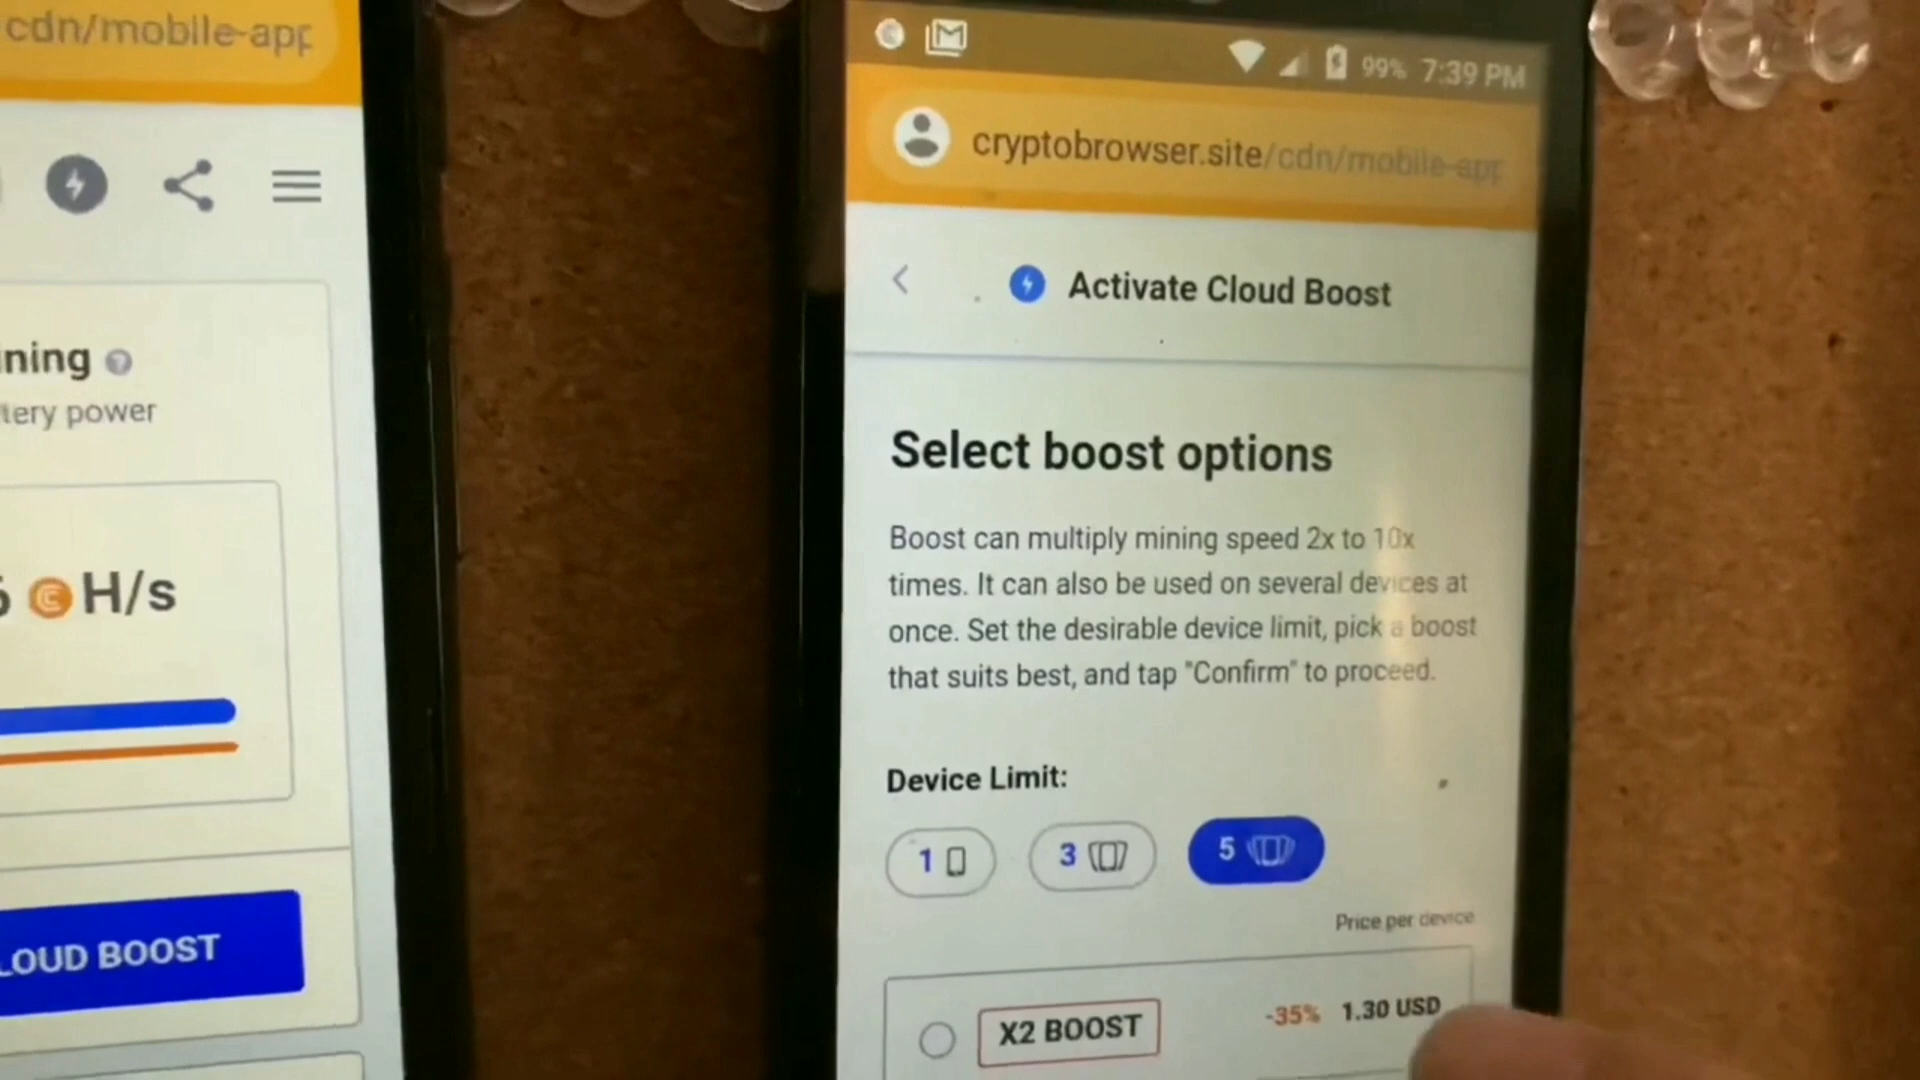 cdn/mobile-app
ning
tery power
H/s
LOUD BOOST
99% 7:39 PM
cryptobrowser.site/cdn/mobile-app
Activate Cloud Boost
Select boost options
Boost can multiply mining speed 2x to 10x
times. It can also be used on several devices at
once. Set the desirable device limit, pick a boost
that suits best, and tap "Confirm" to proceed.
Device Limit:
1
3
5
Price per device
X2 BOOST
-35% 1.30 USD